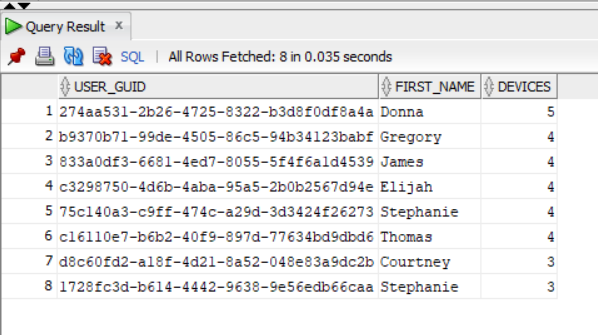 Query Result x
SQL | All Rows Fetched: 8 in 0.035 seconds
USER_GUID FIRST_NAME DEVICES
1 274aa531-2b26-4725-8322-b3d8f0df8a4a Donna 5
2 b9370b71-99de-4505-86c5-94b34123babf Gregory 4
3 833a0df3-6681-4ed7-8055-5f4f6a1d4539 James 4
4 c3298750-4d6b-4aba-95a5-2b0b2567d94e Elijah 4
5 75c140a3-c9ff-474c-a29d-3d3424f26273 Stephanie 4
6 c16110e7-b6b2-40f9-897d-77634bd9dbd6 Thomas 4
7 d8c60fd2-a18f-4d21-8a52-048e83a9dc2b Courtney 3
8 1728fc3d-b614-4442-9638-9e56edb66caa Stephanie 3